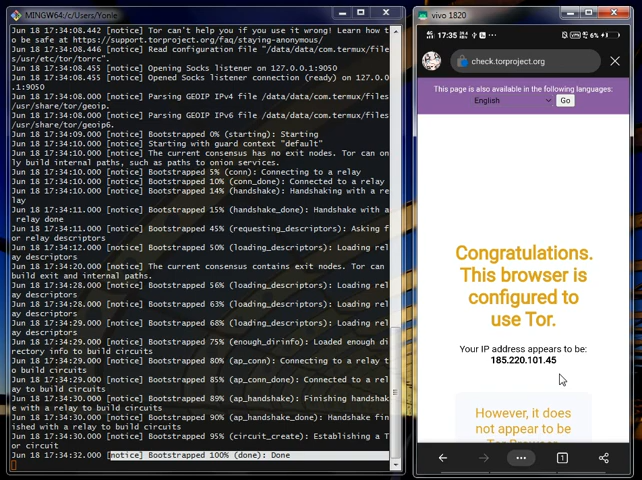 MINGW64:/c/Users/Yonle
Jun 18 17:34:08.442 [notice] Tor can't help you if you use it wrong! Learn how t
o be safe at https://support.torproject.org/faq/staying-anonymous/
Jun 18 17:34:08.446 [notice] Read configuration file "/data/data/com.termux/file
s/usr/etc/tor/torrc".
Jun 18 17:34:08.455 [notice] Opening Socks listener on 127.0.0.1:9050
Jun 18 17:34:08.455 [notice] Opened Socks listener connection (ready) on 127.0.0
.1:9050
Jun 18 17:34:08.000 [notice] Parsing GEOIP IPv4 file /data/data/com.termux/files
/usr/share/tor/geoip.
Jun 18 17:34:08.000 [notice] Parsing GEOIP IPv6 file /data/data/com.termux/files
/usr/share/tor/geoip6.
Jun 18 17:34:09.000 [notice] Bootstrapped 0% (starting): Starting
Jun 18 17:34:10.000 [notice] Starting with guard context "default"
Jun 18 17:34:10.000 [notice] The current consensus has no exit nodes. Tor can on
ly build internal paths, such as paths to onion services.
Jun 18 17:34:10.000 [notice] Bootstrapped 5% (conn): Connecting to a relay
Jun 18 17:34:10.000 [notice] Bootstrapped 10% (conn_done): Connected to a relay
Jun 18 17:34:10.000 [notice] Bootstrapped 14% (handshake): Handshaking with a re
lay
Jun 18 17:34:11.000 [notice] Bootstrapped 15% (handshake_done): Handshake with a
 relay done
Jun 18 17:34:11.000 [notice] Bootstrapped 45% (requesting_descriptors): Asking f
or relay descriptors
Jun 18 17:34:12.000 [notice] Bootstrapped 50% (loading_descriptors): Loading rel
ay descriptors
Jun 18 17:34:20.000 [notice] The current consensus contains exit nodes. Tor can
build exit and internal paths.
Jun 18 17:34:28.000 [notice] Bootstrapped 56% (loading_descriptors): Loading rel
ay descriptors
Jun 18 17:34:28.000 [notice] Bootstrapped 63% (loading_descriptors): Loading rel
ay descriptors
Jun 18 17:34:28.000 [notice] Bootstrapped 68% (loading_descriptors): Loading rel
ay descriptors
Jun 18 17:34:29.000 [notice] Bootstrapped 75% (enough_dirinfo): Loaded enough di
rectory info to build circuits
Jun 18 17:34:29.000 [notice] Bootstrapped 80% (ap_conn): Connecting to a relay t
o build circuits
Jun 18 17:34:29.000 [notice] Bootstrapped 85% (ap_conn_done): Connected to a rel
ay to build circuits
Jun 18 17:34:30.000 [notice] Bootstrapped 89% (ap_handshake): Finishing handshak
e with a relay to build circuits
Jun 18 17:34:30.000 [notice] Bootstrapped 90% (ap_handshake_done): Handshake fin
ished with a relay to build circuits
Jun 18 17:34:30.000 [notice] Bootstrapped 95% (circuit_create): Establishing a T
or circuit
Jun 18 17:34:32.000 [notice] Bootstrapped 100% (done): Done
vivo 1820
17:35
6%
check.torproject.org
This page is also available in the following languages:
English
Go
Congratulations.
This browser is
configured to
use Tor.
Your IP address appears to be:
185.220.101.45
However, it does
not appear to be
Tor Browser.
1